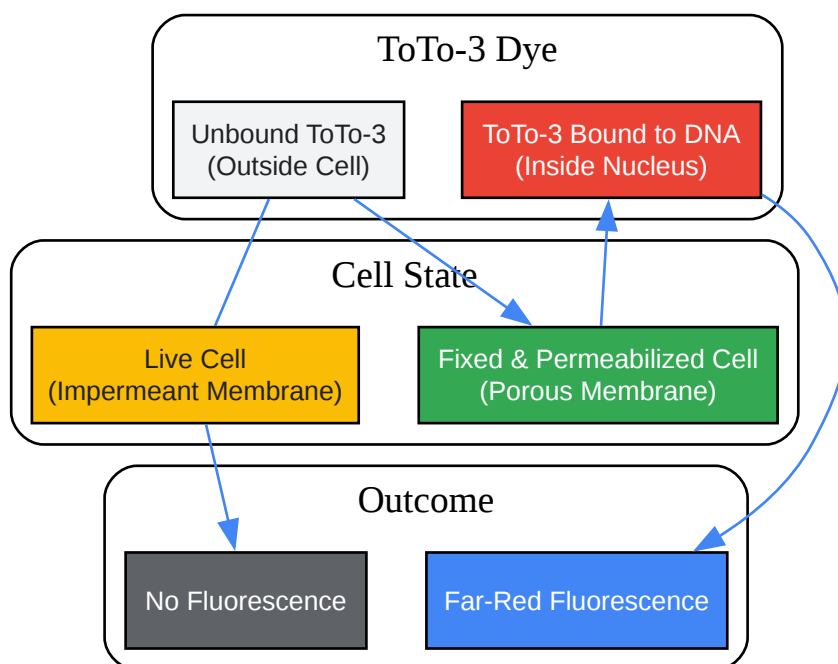 ToTo-3 Dye
Unbound ToTo-3
(Outside Cell)
ToTo-3 Bound to DNA
(Inside Nucleus)
Cell State
Live Cell
(Impermeant Membrane)
Fixed & Permeabilized Cell
(Porous Membrane)
Outcome
No Fluorescence
Far-Red Fluorescence